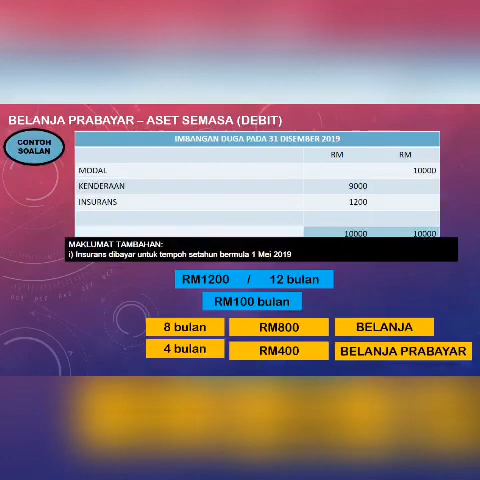 BELANJA PRABAYAR – ASET SEMASA (DEBIT)
CONTOH
SOALAN
IMBANGAN DUGA PADA 31 DISEMBER 2019
RM RM
MODAL 10000
KENDERAAN 9000
INSURANS 1200
10000 10000
MAKLUMAT TAMBAHAN:
i) Insurans dibayar untuk tempoh setahun bermula 1 Mei 2019
RM1200 / 12 bulan
RM100 bulan
8 bulan RM800 BELANJA
4 bulan RM400 BELANJA PRABAYAR